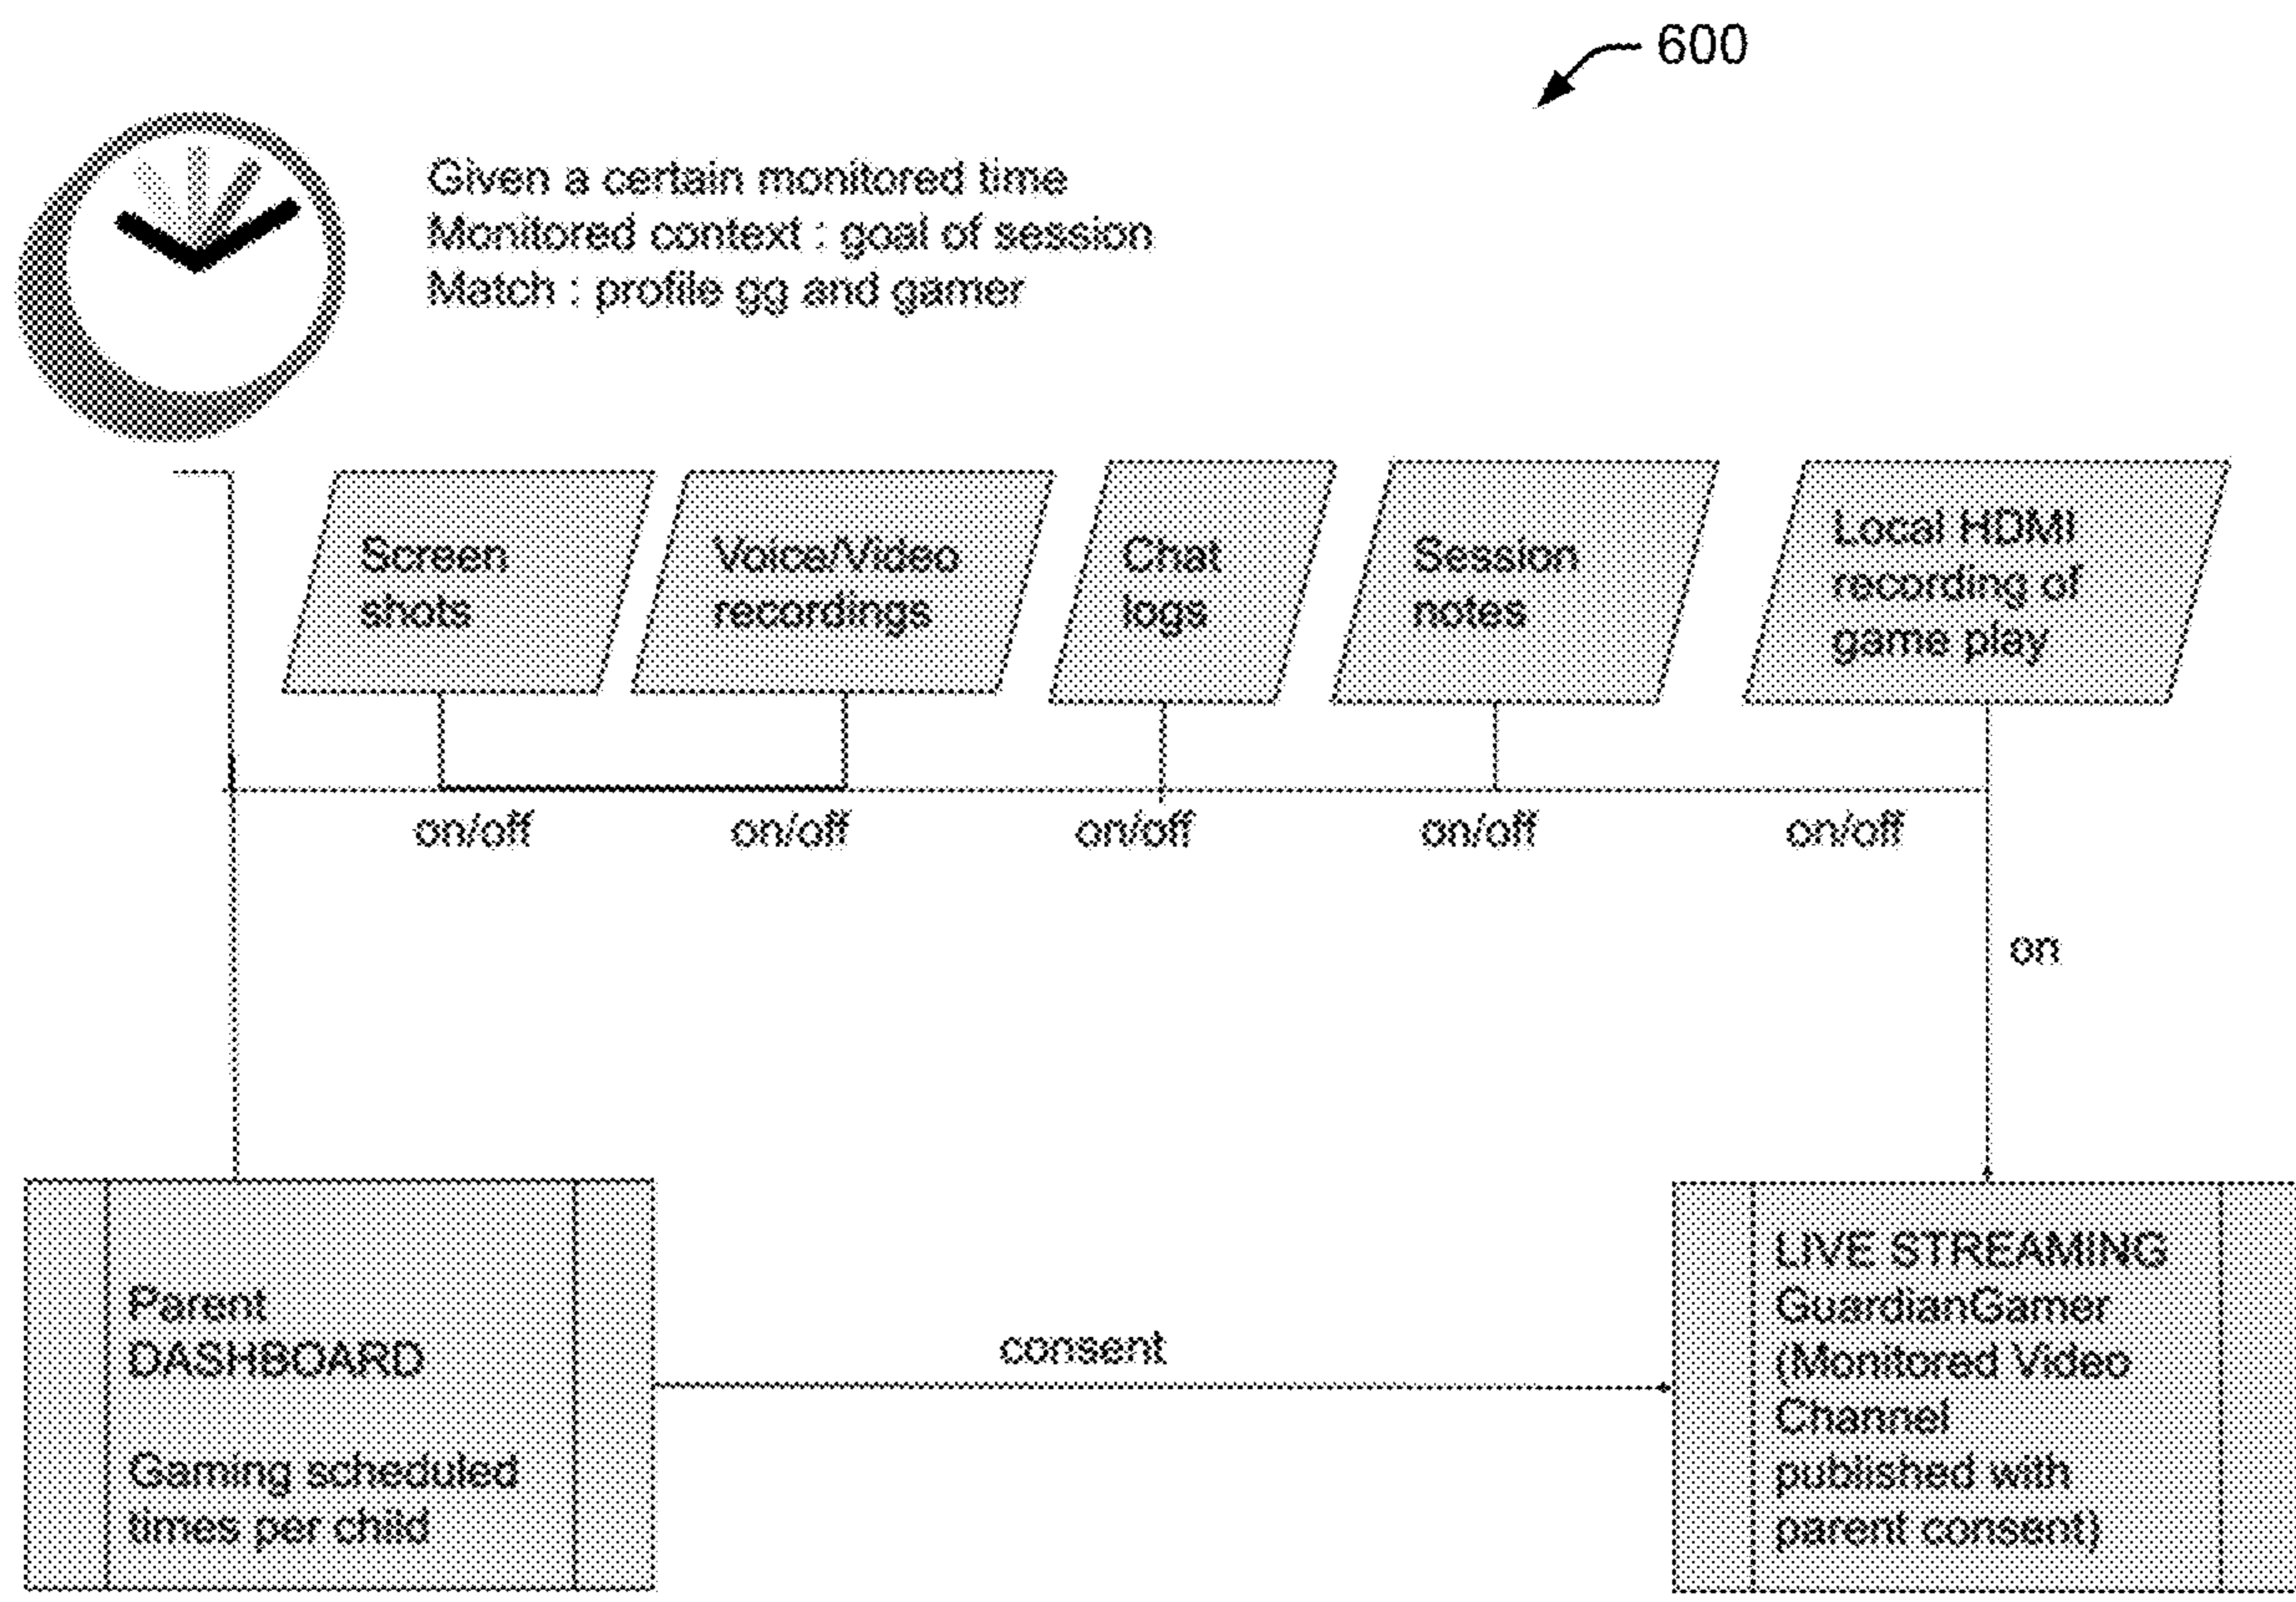 600
Given a certain monitored time
Monitored context : goal of session
Match : profile gg and gamer
Screen
shots
Voice/Video
recordings
Chat
logs
Session
notes
Local HDMI
recording of
game play
on/off
on/off
on/off
on/off
on/off
on
Parent
DASHBOARD
Gaming scheduled
times per child
consent
LIVE STREAMING
GuardianGamer
(Monitored Video
Channel
published with
parent consent)